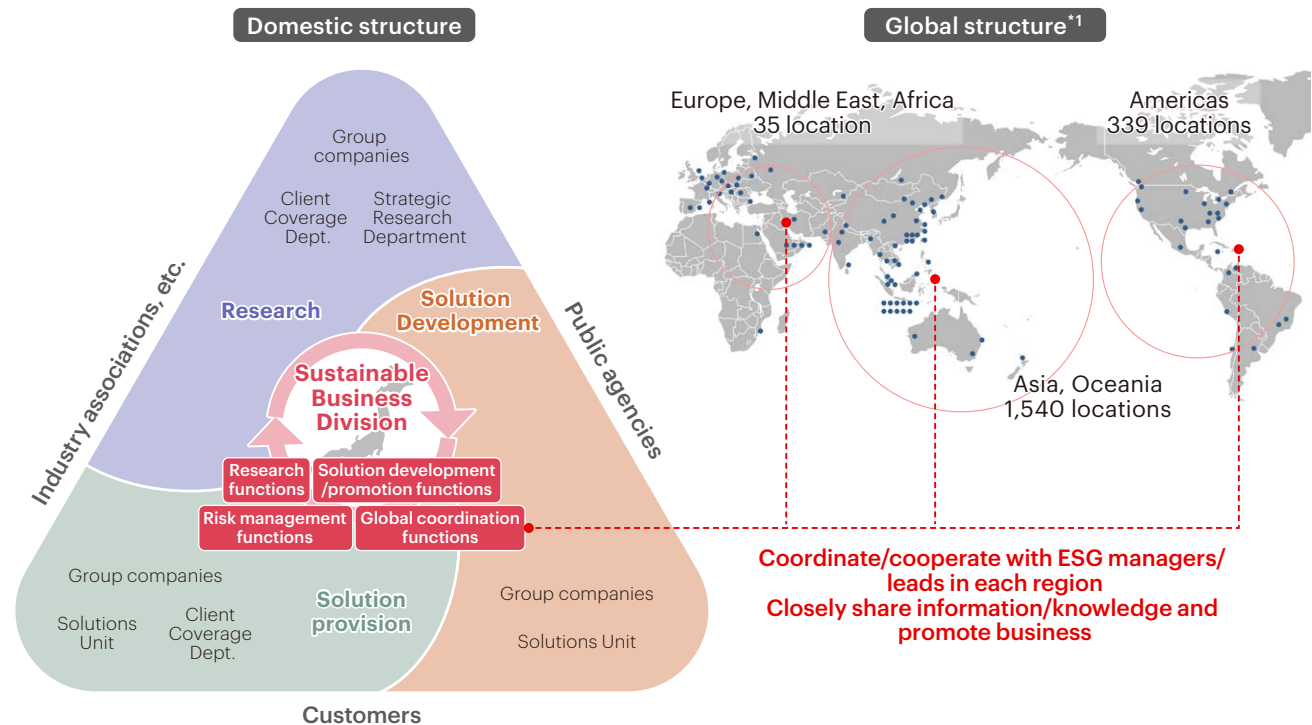 Domestic structure
Group
companies
Client
Coverage
Dept.
Strategic
Research
Department
Research
Solution
Development
Industry associations, etc.
Public agencies
Sustainable
Business
Division
Research
functions
Solution development
/promotion functions
Risk management
functions
Global coordination
functions
Group companies
Solutions
Unit
Client
Coverage
Dept.
Solution
provision
Group companies
Solutions Unit
Customers
Global structure*1
Europe, Middle East, Africa
35 location
Americas
339 locations
Asia, Oceania
1,540 locations
Coordinate/cooperate with ESG managers/
leads in each region
Closely share information/knowledge and
promote business